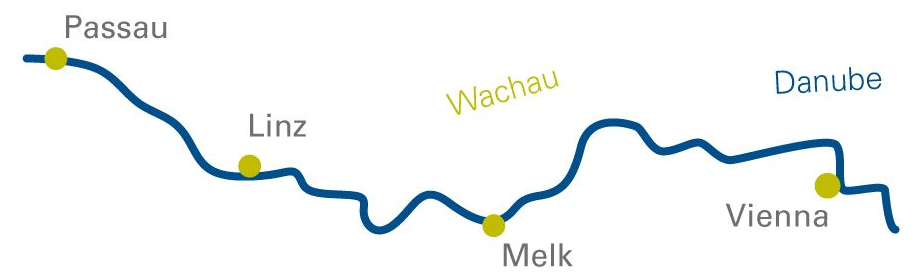 Passau
Wachau
Danube
Linz
Vienna
Melk